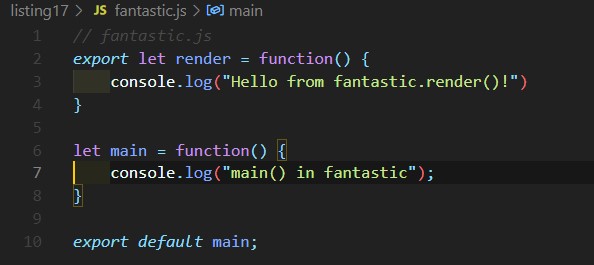 listing17 > JS fantastic.js > main
1 // fantastic.js
2 export let render = function() {
3     console.log("Hello from fantastic.render()!")
4 }
5
6 let main = function() {
7     console.log("main() in fantastic");
8 }
9
10 export default main;